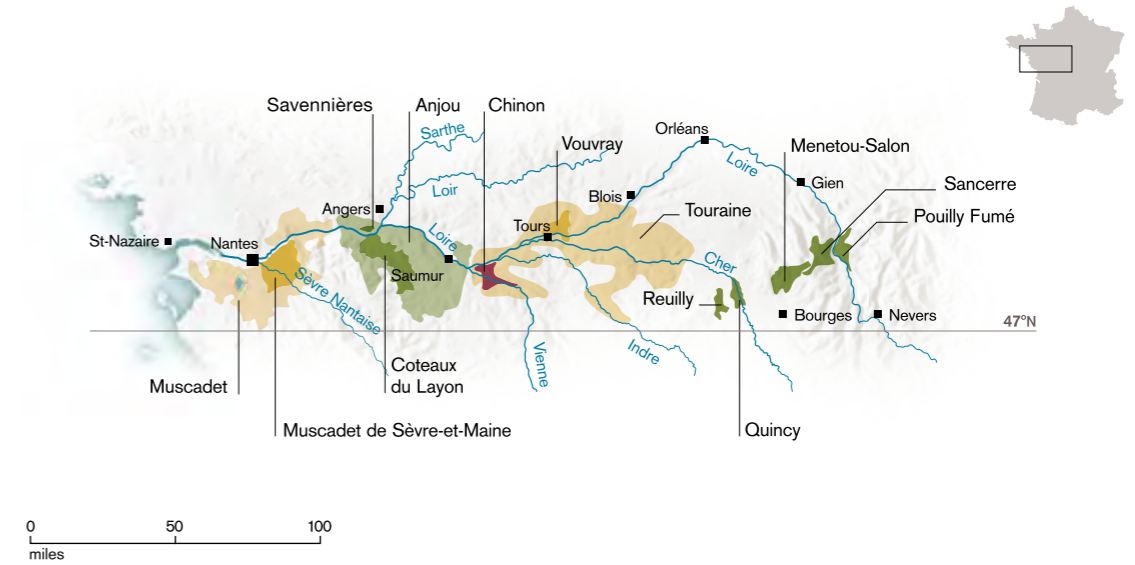 Savennières
Anjou
Chinon
Sarthe
Vouvray
Orléans
Menetou-Salon
Loire
Loir
Gien
Sancerre
Blois
Angers
Touraine
Pouilly Fumé
St-Nazaire
Nantes
Loire
Tours
Cher
Saumur
Sèvre Nantaise
Reuilly
Bourges
Nevers
47°N
Indre
Vienne
Coteaux
du Layon
Muscadet
Muscadet de Sèvre-et-Maine
Quincy
0 50 100
miles